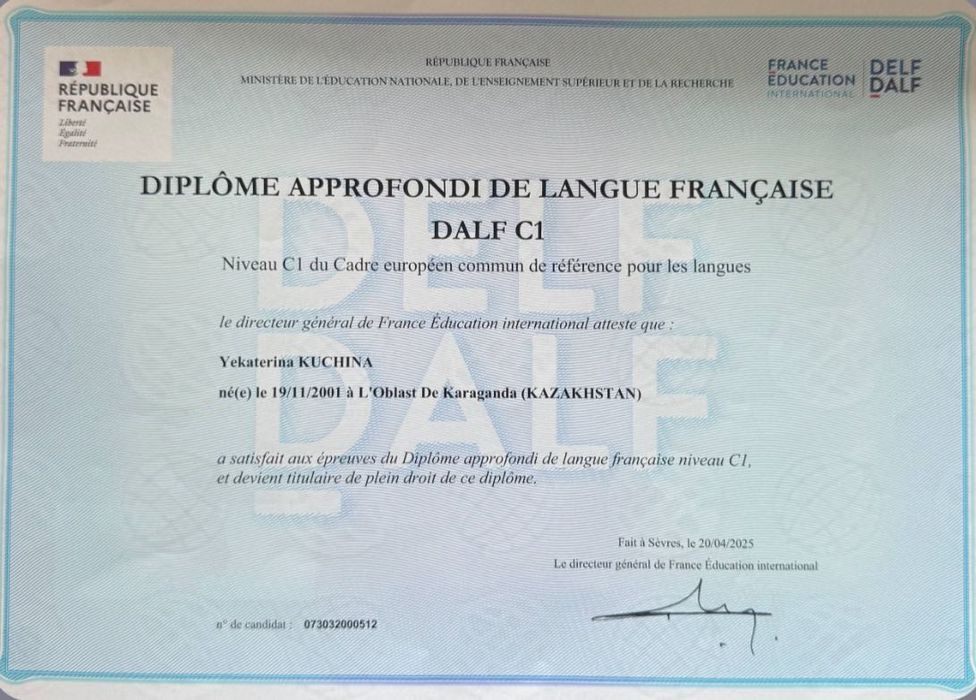 RÉPUBLIQUE FRANÇAISE
MINISTÈRE DE L'ÉDUCATION NATIONALE, DE L'ENSEIGNEMENT SUPÉRIEUR ET DE LA RECHERCHE
RÉPUBLIQUE
FRANÇAISE
Liberté
Égalité
Fraternité
FRANCE
ÉDUCATION
INTERNATIONAL
DELF
DALF
DIPLÔME APPROFONDI DE LANGUE FRANÇAISE
DALF C1
Niveau C1 du Cadre européen commun de référence pour les langues
le directeur général de France Éducation international atteste que :
Yekaterina KUCHINA
né(e) le 19/11/2001 à L'Oblast De Karaganda (KAZAKHSTAN)
DELF
DALF
a satisfait aux épreuves du Diplôme approfondi de langue française niveau C1,
et devient titulaire de plein droit de ce diplôme.
Fait à Sèvres, le 20/04/2025
Le directeur général de France Éducation international
n° de candidat : 073032000512